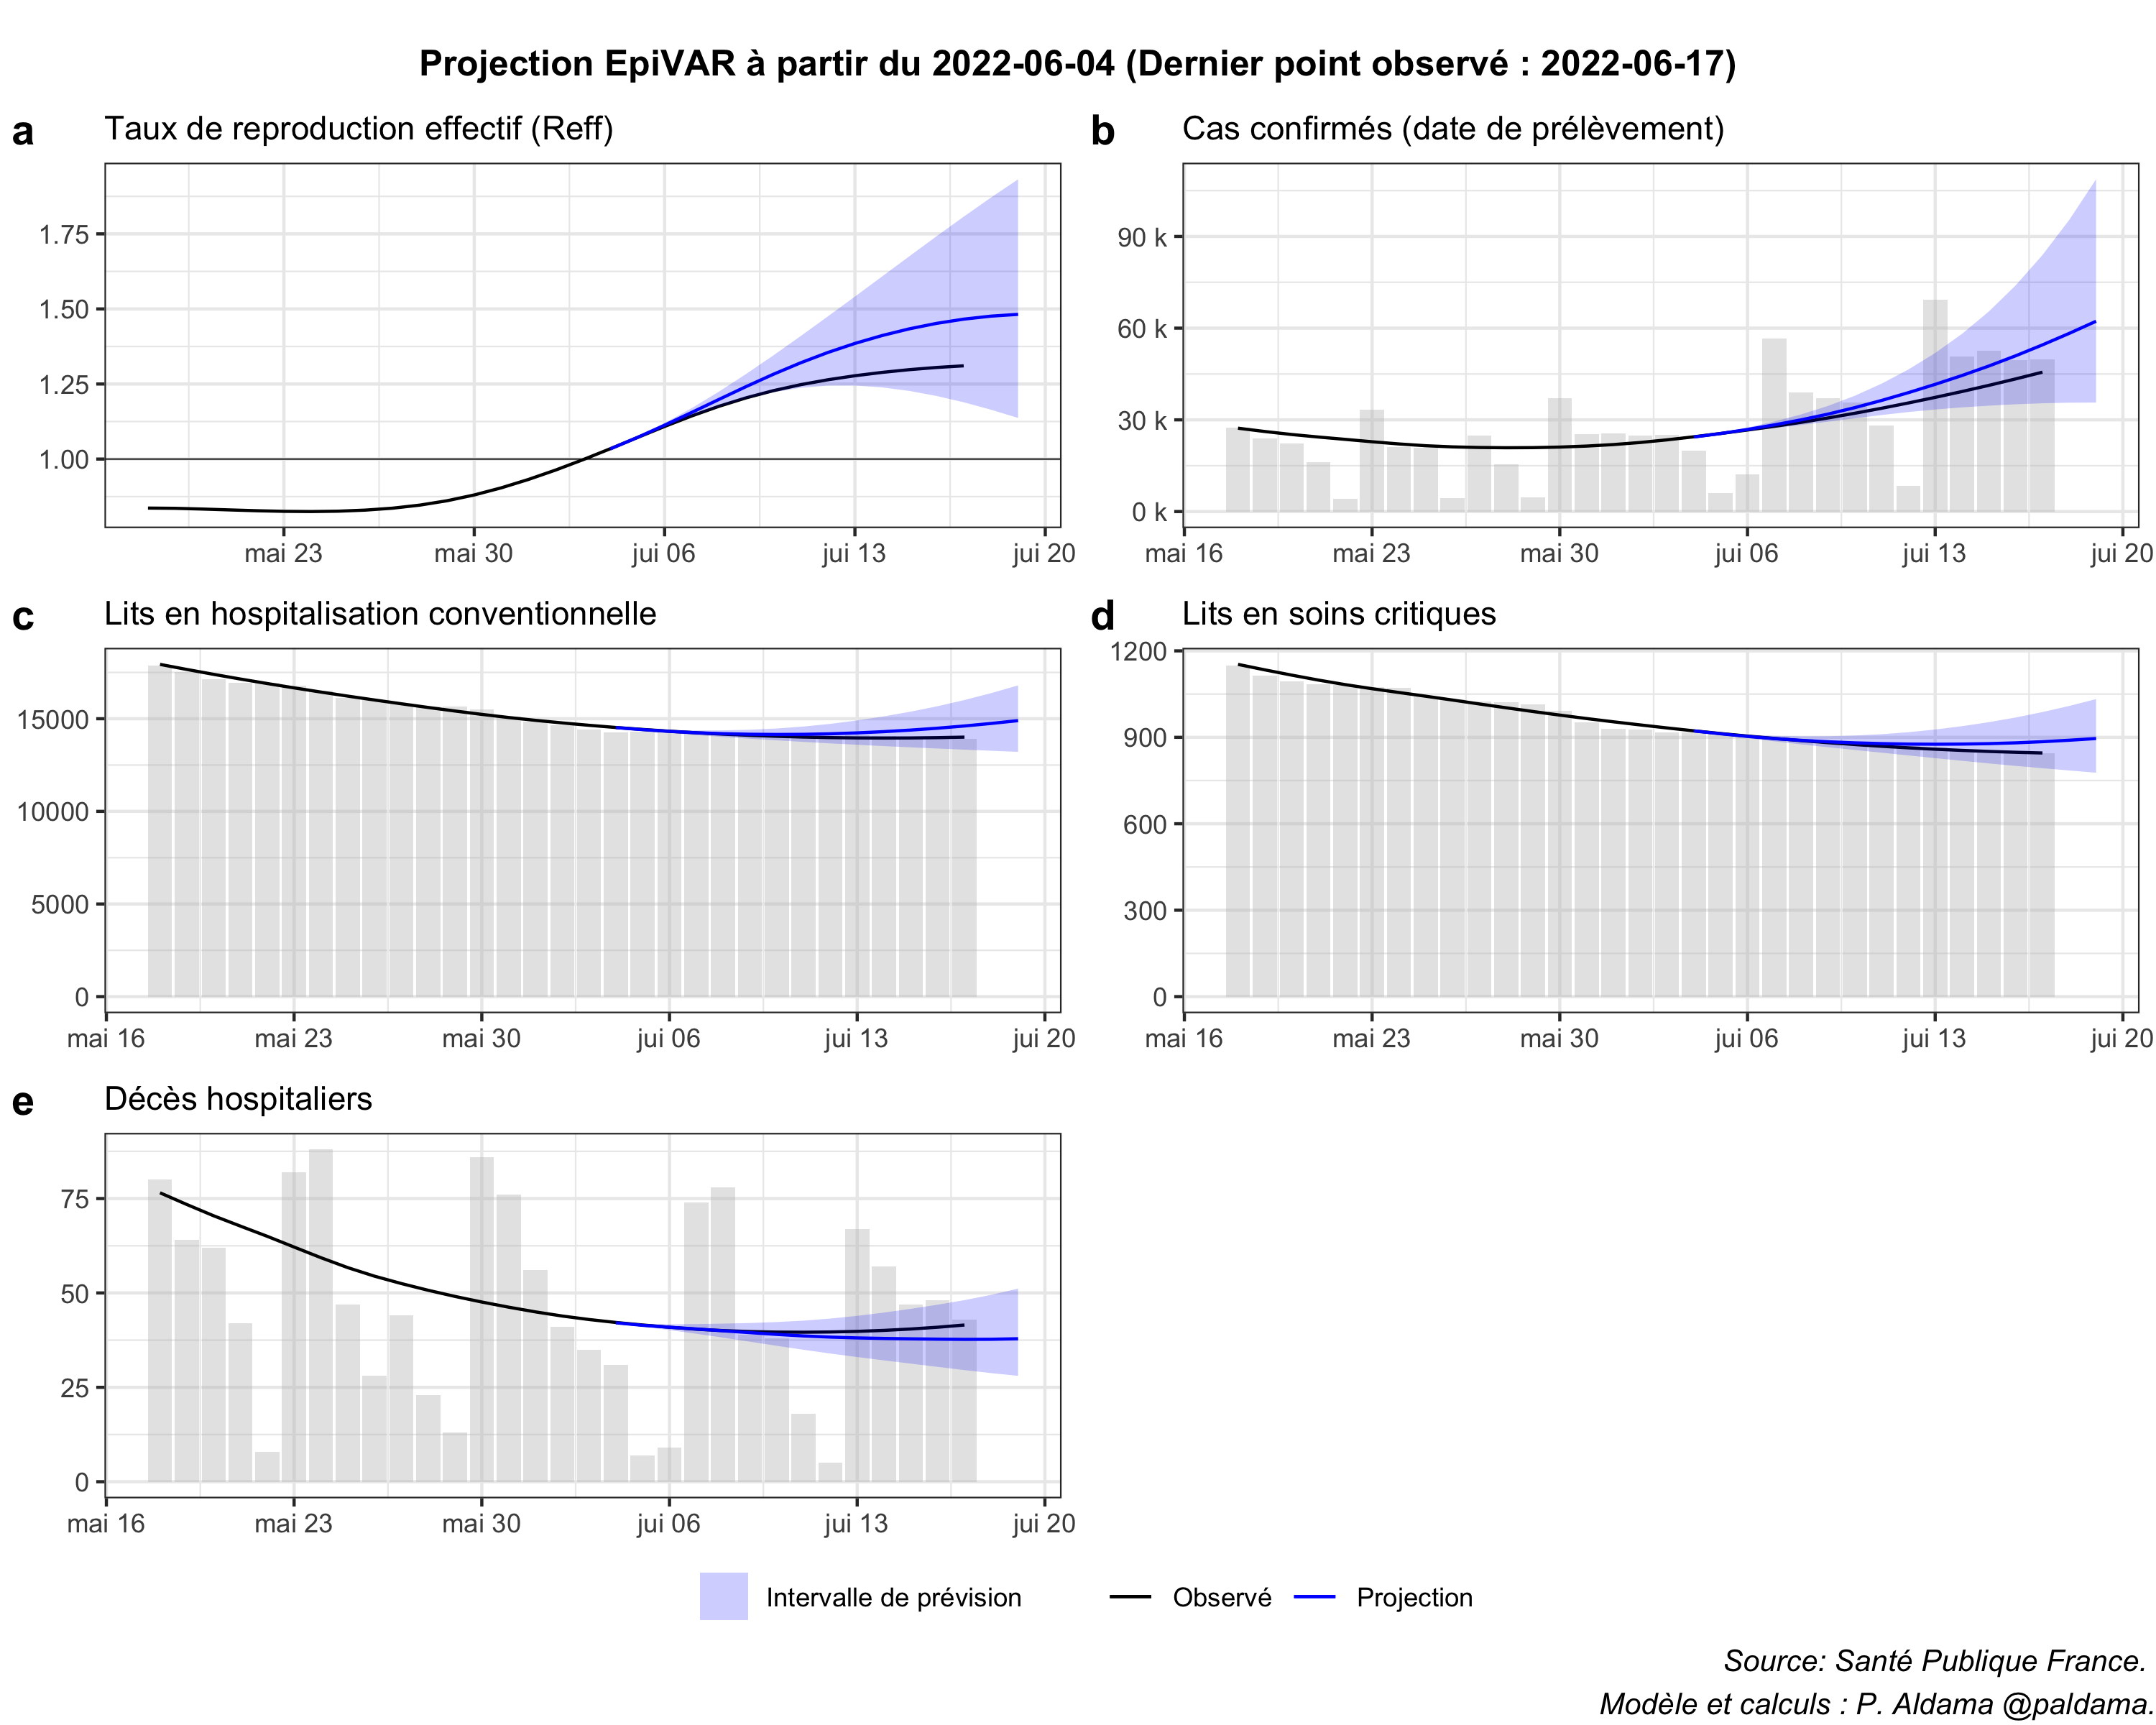 Projection EpiVAR à partir du 2022-06-04 (Dernier point observé : 2022-06-17)
a Taux de reproduction effectif (Reff)
1.75
1.50
1.25
1.00
mai 23 mai 30 jui 06 jui 13 jui 20
b Cas confirmés (date de prélèvement)
90 k
60 k
30 k
0 k
mai 16 mai 23 mai 30 jui 06 jui 13 jui 20
c Lits en hospitalisation conventionnelle
15000
10000
5000
0
mai 16 mai 23 mai 30 jui 06 jui 13 jui 20
d Lits en soins critiques
1200
900
600
300
0
mai 16 mai 23 mai 30 jui 06 jui 13 jui 20
e Décès hospitaliers
75
50
25
0
mai 16 mai 23 mai 30 jui 06 jui 13 jui 20
Intervalle de prévision Observé Projection
Source: Santé Publique France.
Modèle et calculs : P. Aldama @paldama.